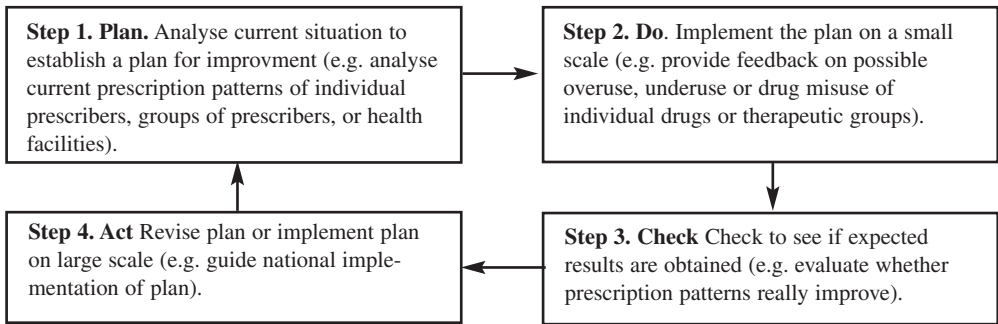 Step 1. Plan. Analyse current situation to
establish a plan for improvment (e.g. analyse
current prescription patterns of individual
prescribers, groups of prescribers, or health
facilities).
Step 2. Do. Implement the plan on a small
scale (e.g. provide feedback on possible
overuse, underuse or drug misuse of
individual drugs or therapeutic groups).
Step 3. Check Check to see if expected
results are obtained (e.g. evaluate whether
prescription patterns really improve).
Step 4. Act Revise plan or implement plan
on large scale (e.g. guide national imple-
mentation of plan).